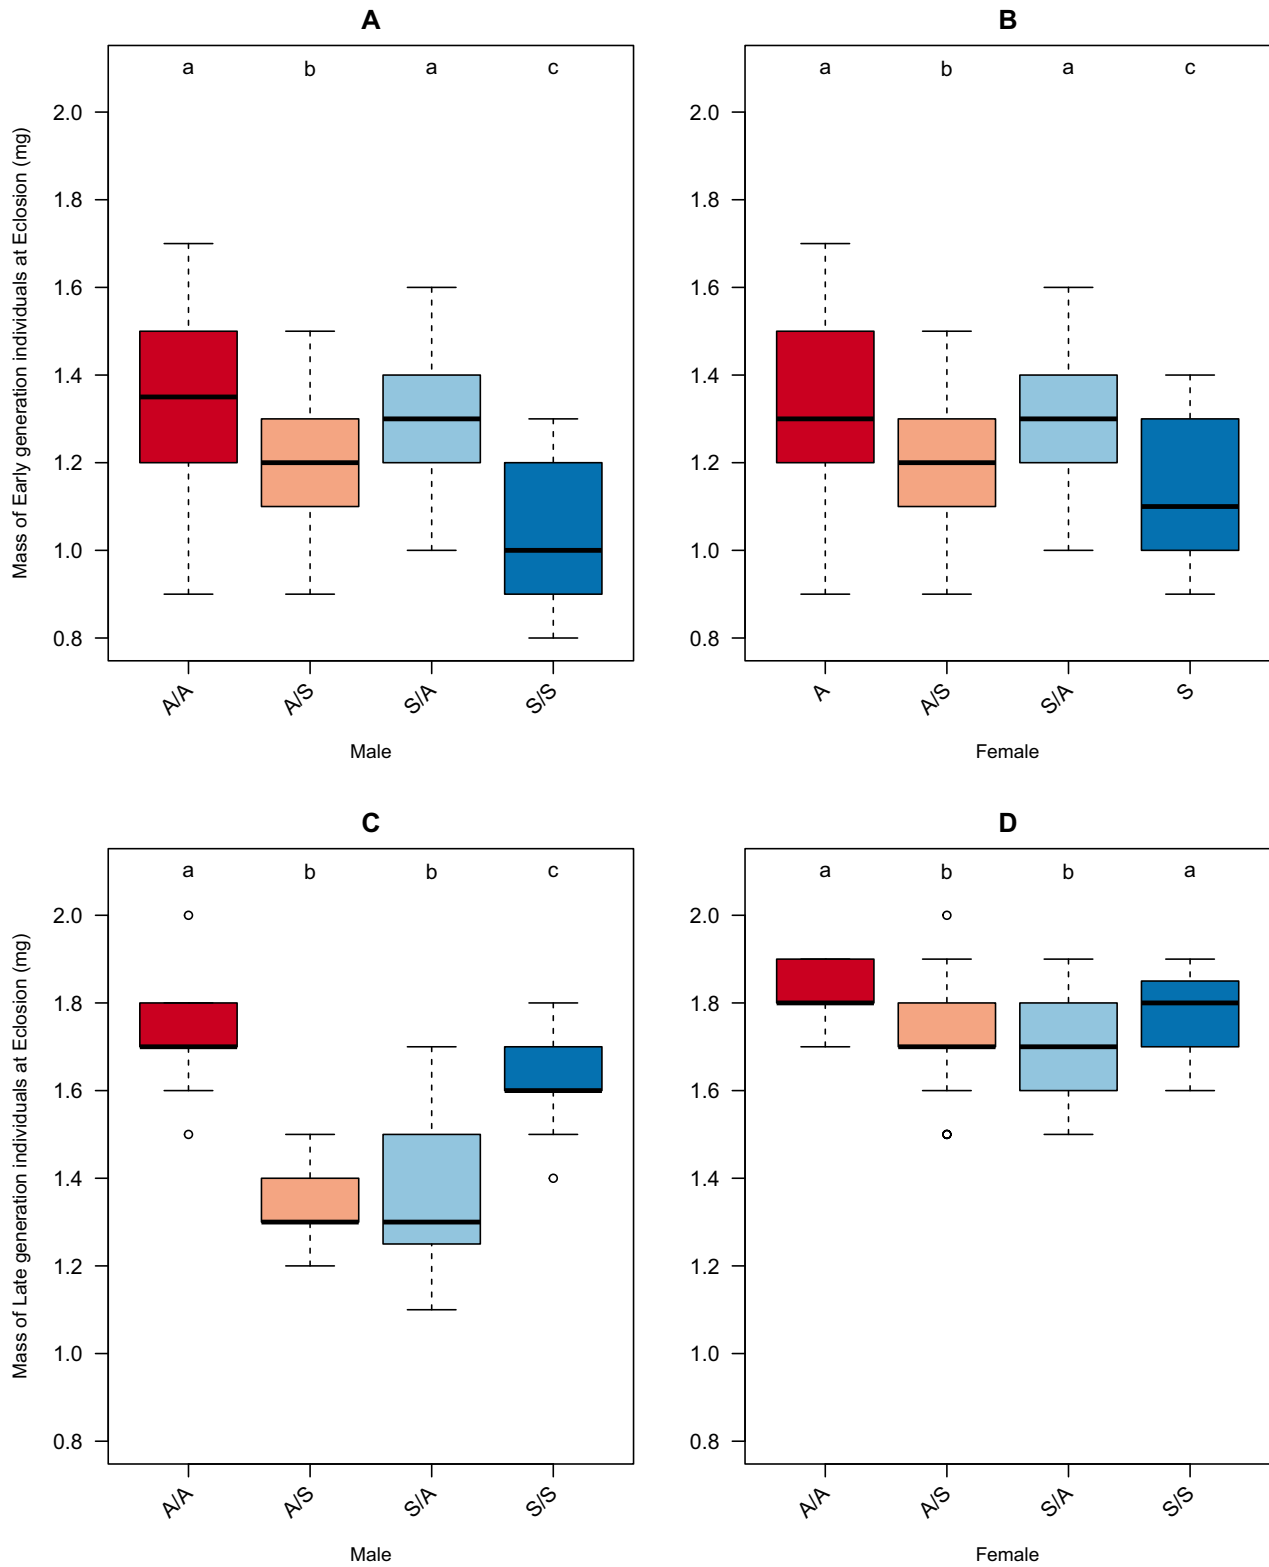 A
a b a c
Mass of Early generation individuals at Eclosion (mg)
2.0
1.8
1.6
1.4
1.2
1.0
0.8
A/A A/S S/A S/S
Male
B
a b a c
2.0
1.8
1.6
1.4
1.2
1.0
0.8
A A/S S/A S
Female
C
a b b c
Mass of Late generation individuals at Eclosion (mg)
2.0
1.8
1.6
1.4
1.2
1.0
0.8
A/A A/S S/A S/S
Male
D
a b b a
2.0
1.8
1.6
1.4
1.2
1.0
0.8
A/A A/S S/A S/S
Female